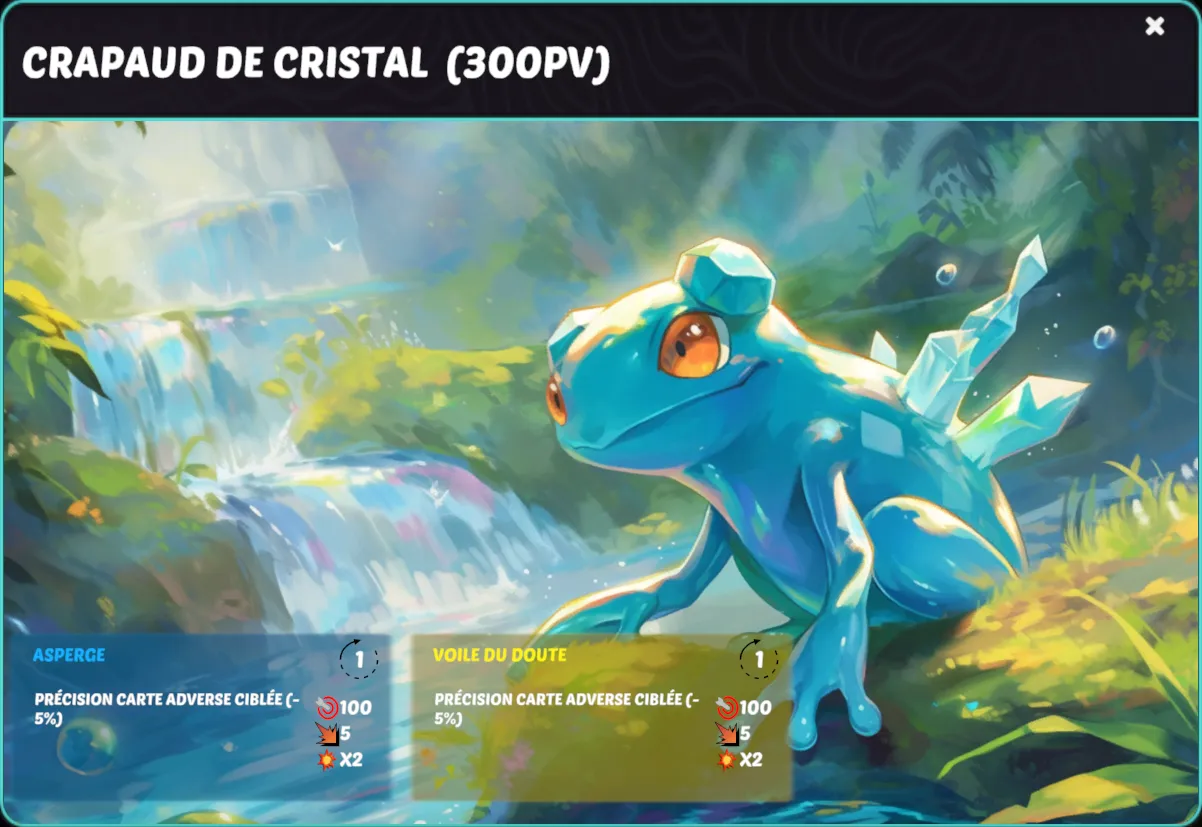 CRAPAUD DE CRISTAL (300PV)
ASPERGE
1
PRÉCISION CARTE ADVERSE CIBLÉE (-
5%)
100
5
X2
VOILE DU DOUTE
1
PRÉCISION CARTE ADVERSE CIBLÉE (-
5%)
100
5
X2